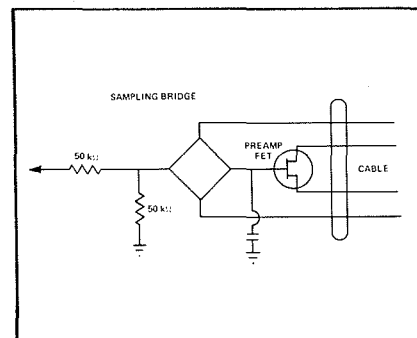 SAMPLING BRIDGE
PREAMP
FET
50 kΩ
CABLE
50 kΩ